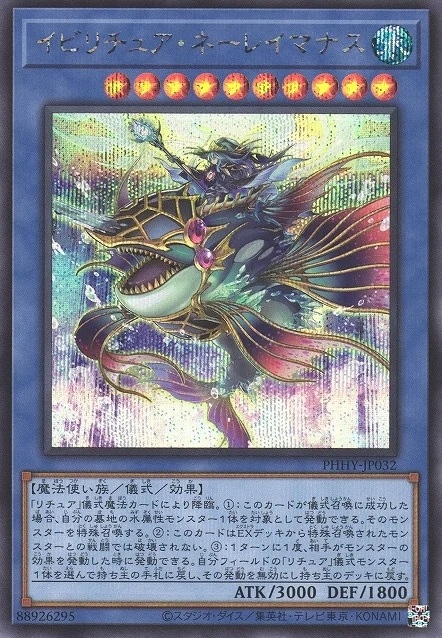 イビリチュア・ネーレイマナス
水
PHHY-JP032
【魔法使い族／儀式／効果】
「リチュア」儀式魔法カードにより降臨。①：このカードが儀式召喚に成功した
場合、自分の墓地の水属性モンスター1体を対象として発動できる。そのモン
スターを特殊召喚する。②：このカードはEXデッキから特殊召喚されたモン
スターとの戦闘では破壊されない。③：1ターンに1度、相手がモンスターの
効果を発動した時に発動できる。自分フィールドの「リチュア」儀式モンスター
1体を選んで持ち主の手札に戻し、その発動を無効にし持ち主のデッキに戻す。
ATK/3000 DEF/1800
88926295
©スタジオ・ダイス／集英社・テレビ東京・KONAMI